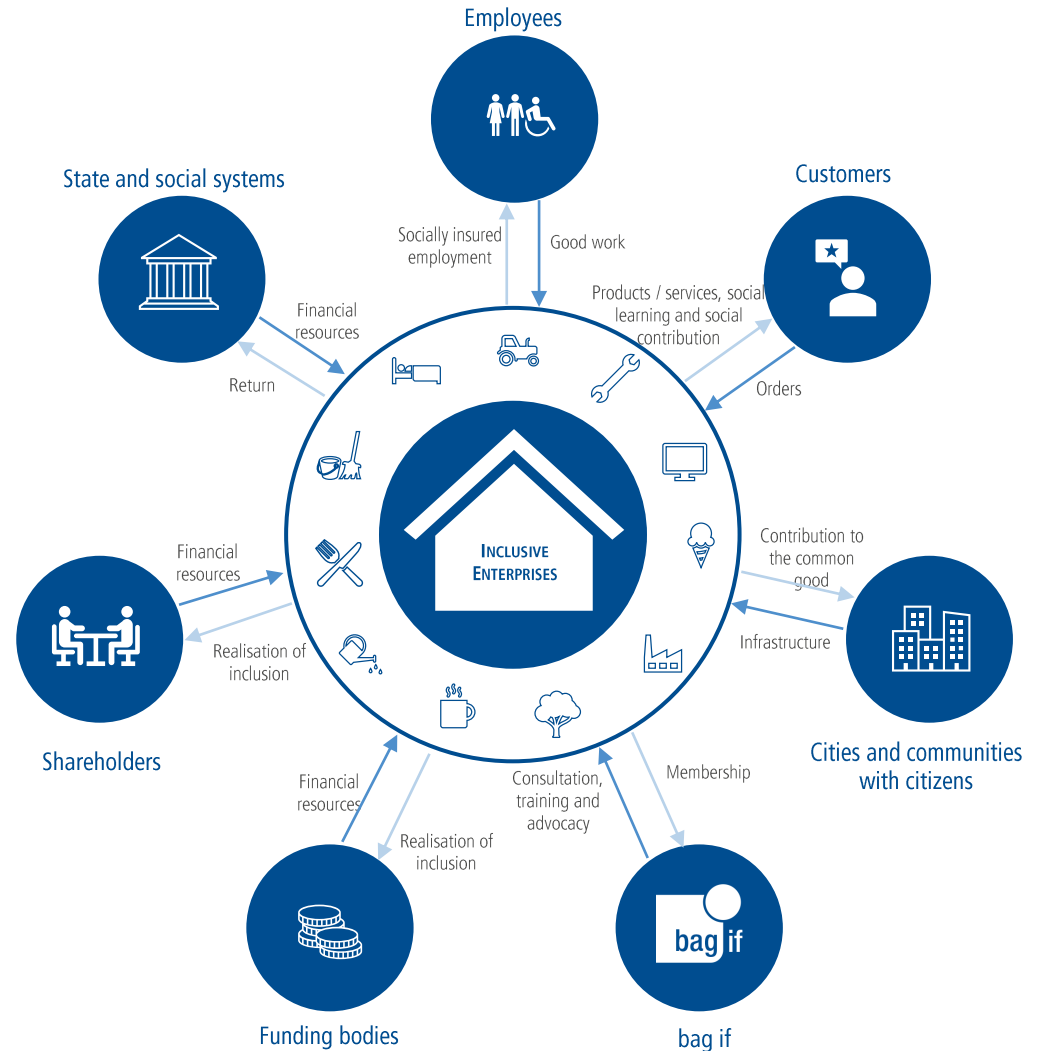 Employees
State and social systems
Customers
Socially insured
employment
Good work
Products / services, social
learning and social
contribution
Financial
resources
Return
Orders
INCLUSIVE
ENTERPRISES
Contribution to
the common
good
Infrastructure
Financial
resources
Realisation of
inclusion
Shareholders
Cities and communities
with citizens
Financial
resources
Realisation of
inclusion
Consultation,
training and
advocacy
Membership
bag if
Funding bodies
bag if